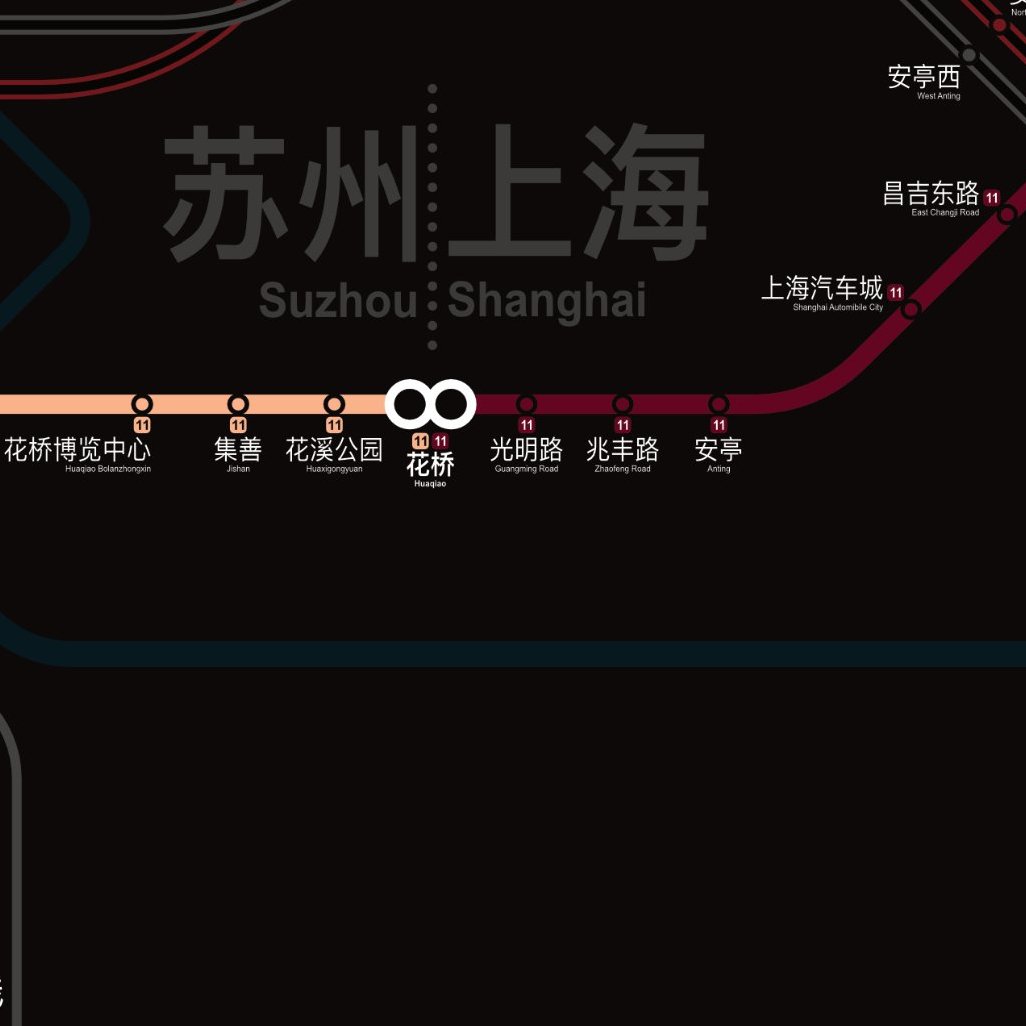 安亭西
West Anting
昌吉东路 11
East Changji Road
苏州 上海
Suzhou Shanghai
上海汽车城 11
Shanghai Automibile City
11
花桥博览中心
Huaqiao Bolanzhongxin
11
集善
Jishan
11
花溪公园
Huaxigongyuan
11 11
花桥
Huaqiao
11
光明路
Guangming Road
11
兆丰路
Zhaofeng Road
11
安亭
Anting